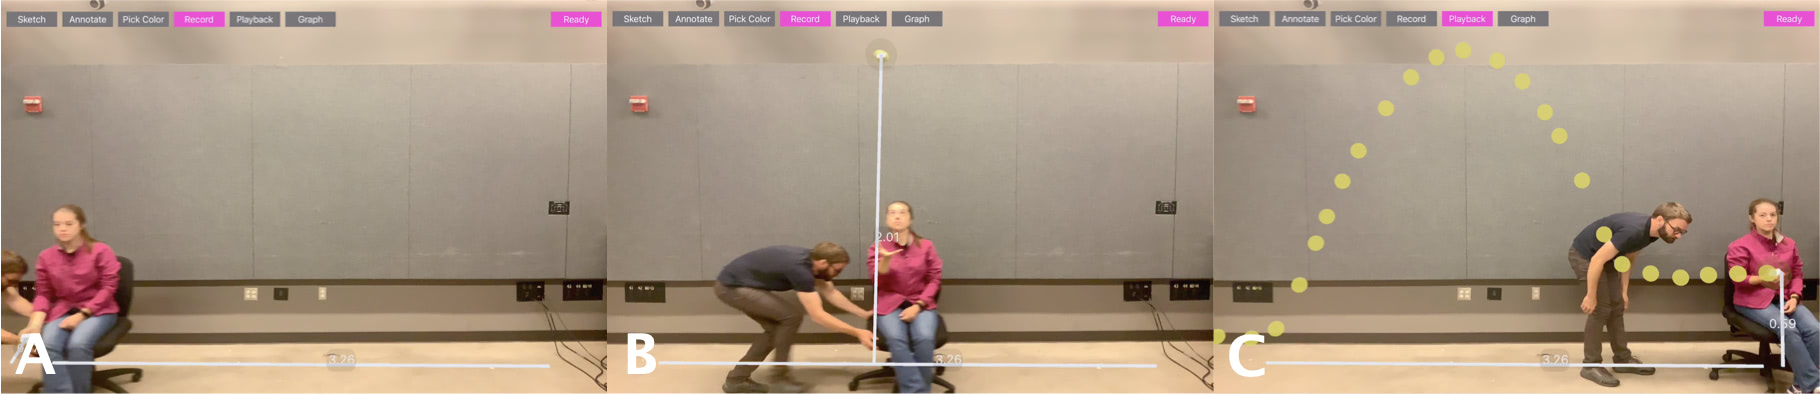 Sketch Annotate Pick Color Record Playback Graph Ready
3.26
A
Sketch Annotate Pick Color Record Playback Graph Ready
2.01
3.26
B
Sketch Annotate Pick Color Record Playback Graph Ready
0.59
3.26
C